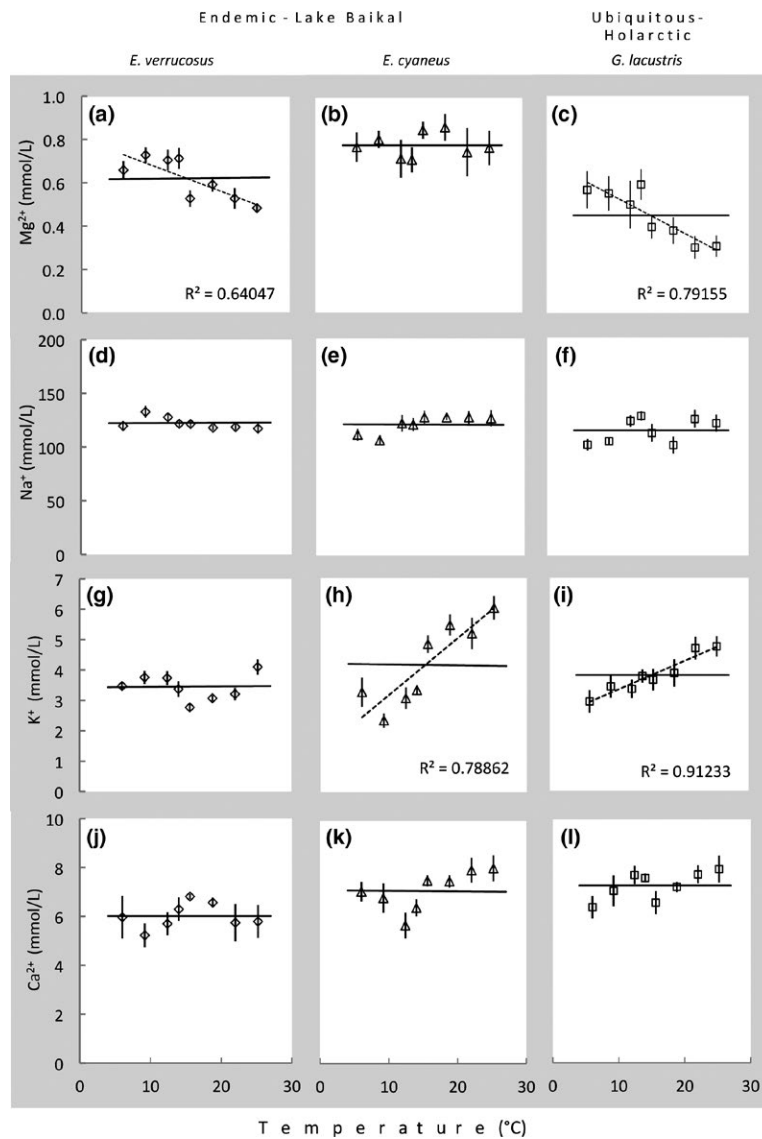 Endemic - Lake Baikal
Ubiquitous-
Holarctic
E. verrucosus
E. cyaneus
G. lacustris
(a)
(b)
(c)
1.0
0.8
0.6
0.4
0.2
0.0
Mg²⁺ (mmol/L)
R² = 0.64047
R² = 0.79155
(d)
(e)
(f)
200
150
100
50
0
Na⁺ (mmol/L)
(g)
(h)
(i)
7
6
5
4
3
2
1
0
K⁺ (mmol/L)
R² = 0.78862
R² = 0.91233
(j)
(k)
(l)
10
8
6
4
2
0
Ca²⁺ (mmol/L)
0 10 20 30
0 10 20 30
0 10 20 30
Temperature (°C)